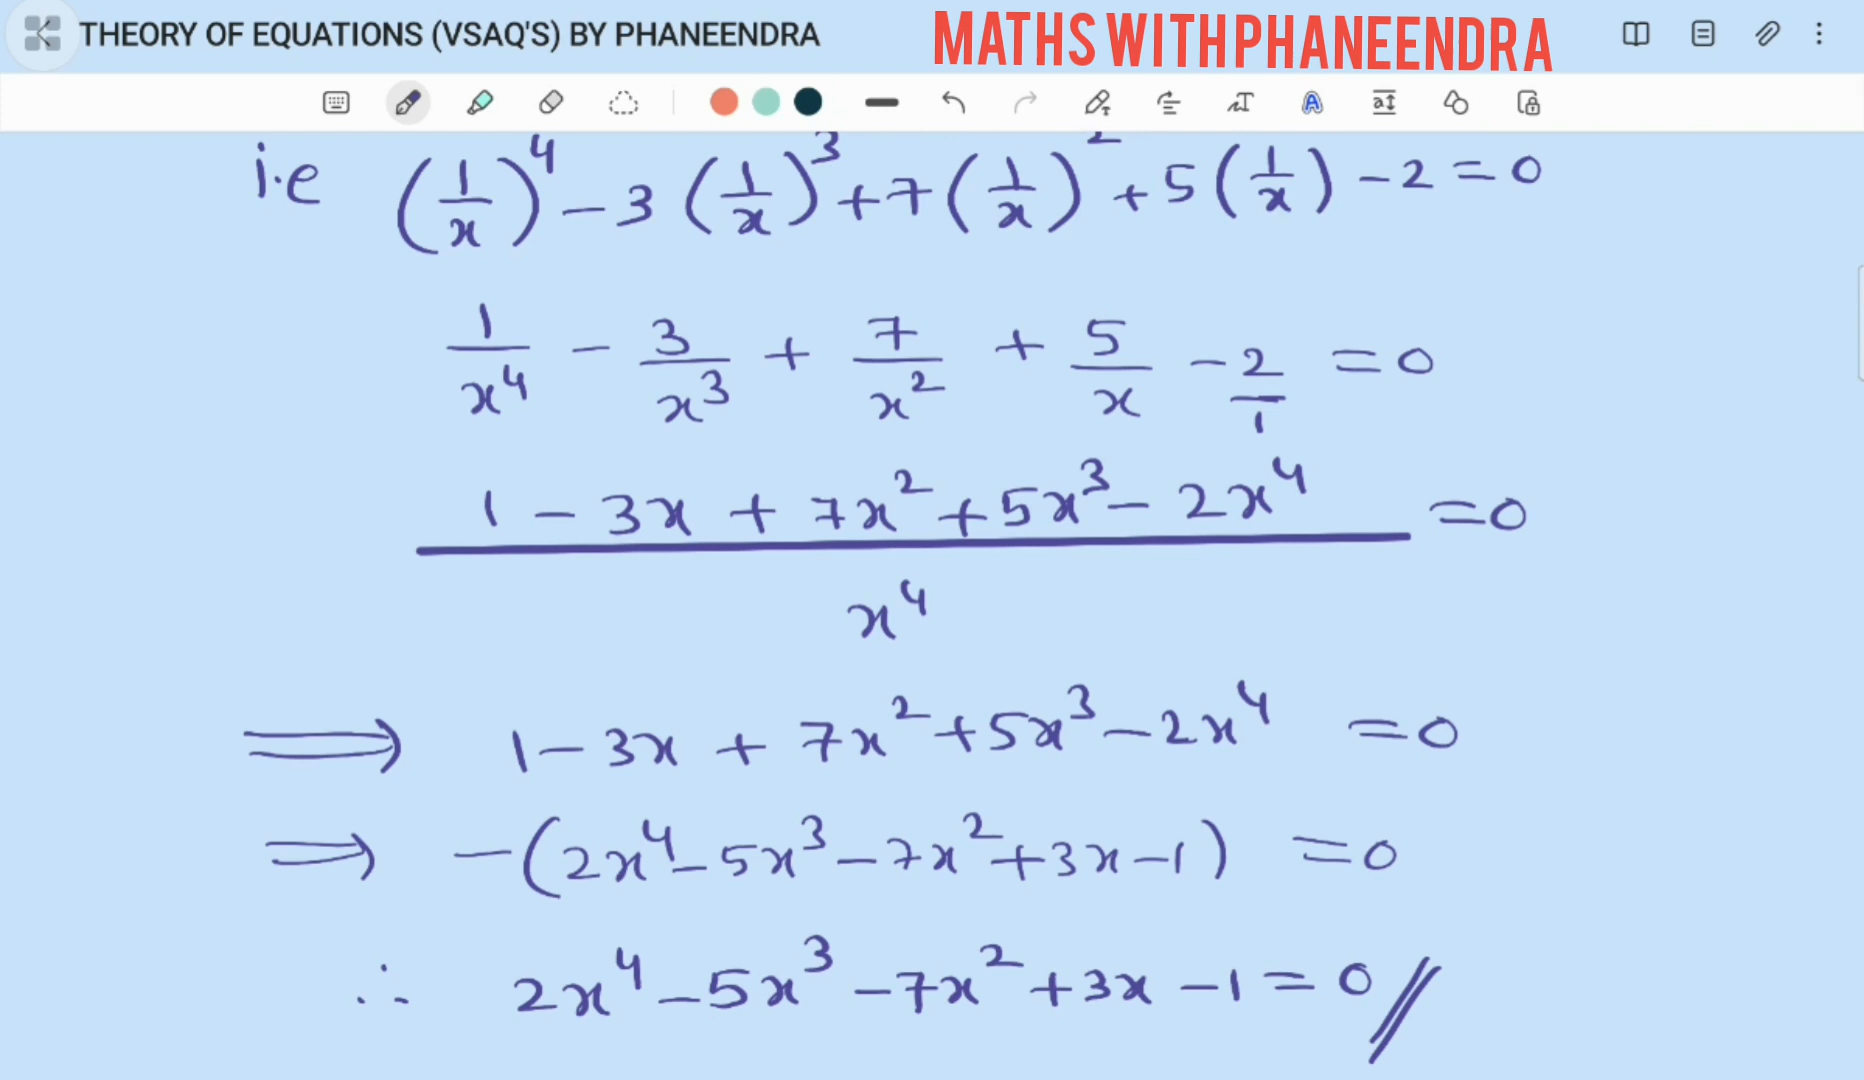 THEORY OF EQUATIONS (VSAQ'S) BY PHANEENDRA
MATHS WITH PHANEENDRA
i.e (1/x)^4 - 3(1/x)^3 + 7(1/x)^2 + 5(1/x) - 2 = 0
1/x^4 - 3/x^3 + 7/x^2 + 5/x - 2/1 = 0
(1 - 3x + 7x^2 + 5x^3 - 2x^4)/x^4 = 0
⟹ 1 - 3x + 7x^2 + 5x^3 - 2x^4 = 0
⟹ -(2x^4 - 5x^3 - 7x^2 + 3x - 1) = 0
∴ 2x^4 - 5x^3 - 7x^2 + 3x - 1 = 0 //